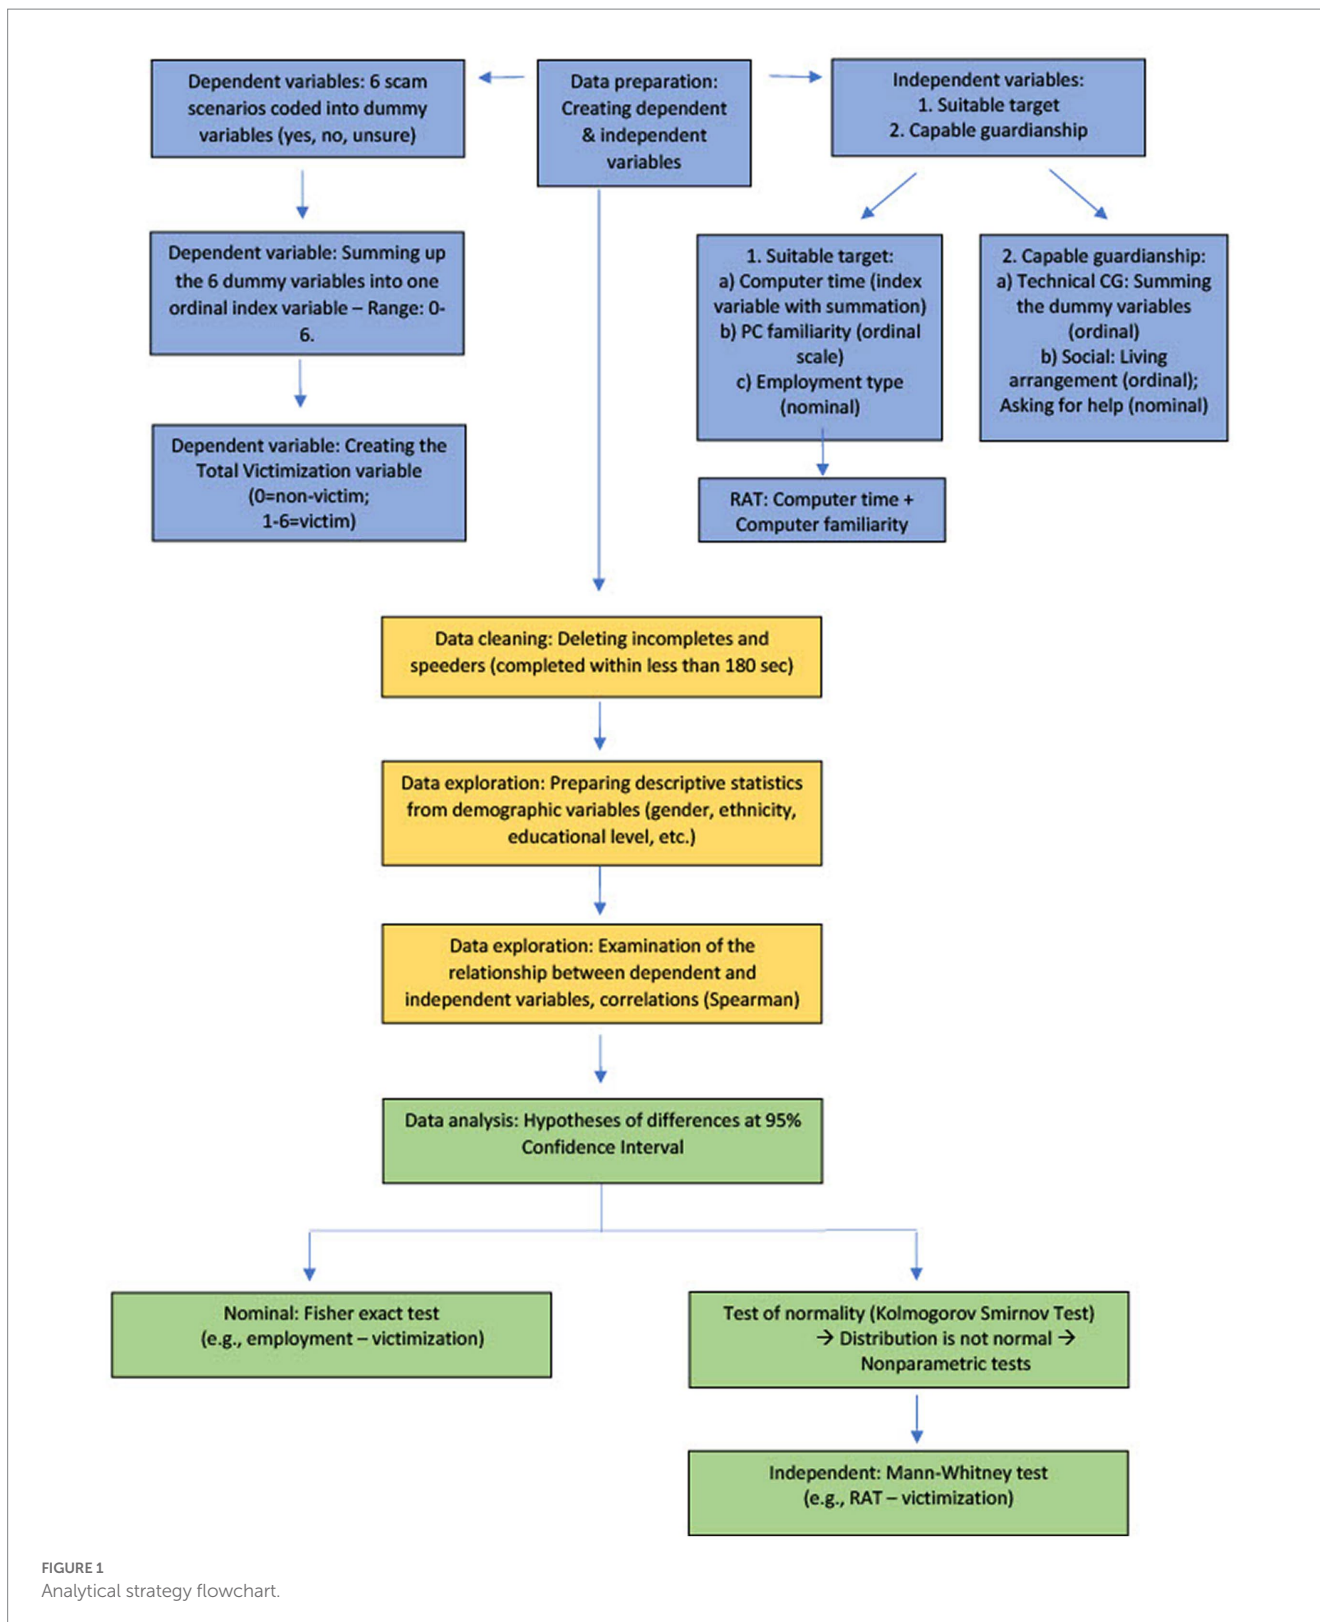 Dependent variables: 6 scam
scenarios coded into dummy
variables (yes, no, unsure)
Data preparation:
Creating dependent
& independent
variables
Independent variables:
1. Suitable target
2. Capable guardianship
Dependent variable: Summing up
the 6 dummy variables into one
ordinal index variable – Range: 0-
6.
1. Suitable target:
a) Computer time (index
variable with summation)
b) PC familiarity (ordinal
scale)
c) Employment type
(nominal)
2. Capable guardianship:
a) Technical CG: Summing
the dummy variables
(ordinal)
b) Social: Living
arrangement (ordinal);
Asking for help (nominal)
Dependent variable: Creating the
Total Victimization variable
(0=non-victim;
1-6=victim)
RAT: Computer time +
Computer familiarity
Data cleaning: Deleting incompletes and
speeders (completed within less than 180 sec)
Data exploration: Preparing descriptive statistics
from demographic variables (gender, ethnicity,
educational level, etc.)
Data exploration: Examination of the
relationship between dependent and
independent variables, correlations (Spearman)
Data analysis: Hypotheses of differences at 95%
Confidence Interval
Nominal: Fisher exact test
(e.g., employment – victimization)
Test of normality (Kolmogorov Smirnov Test)
→ Distribution is not normal →
Nonparametric tests
Independent: Mann-Whitney test
(e.g., RAT – victimization)
FIGURE 1
Analytical strategy flowchart.